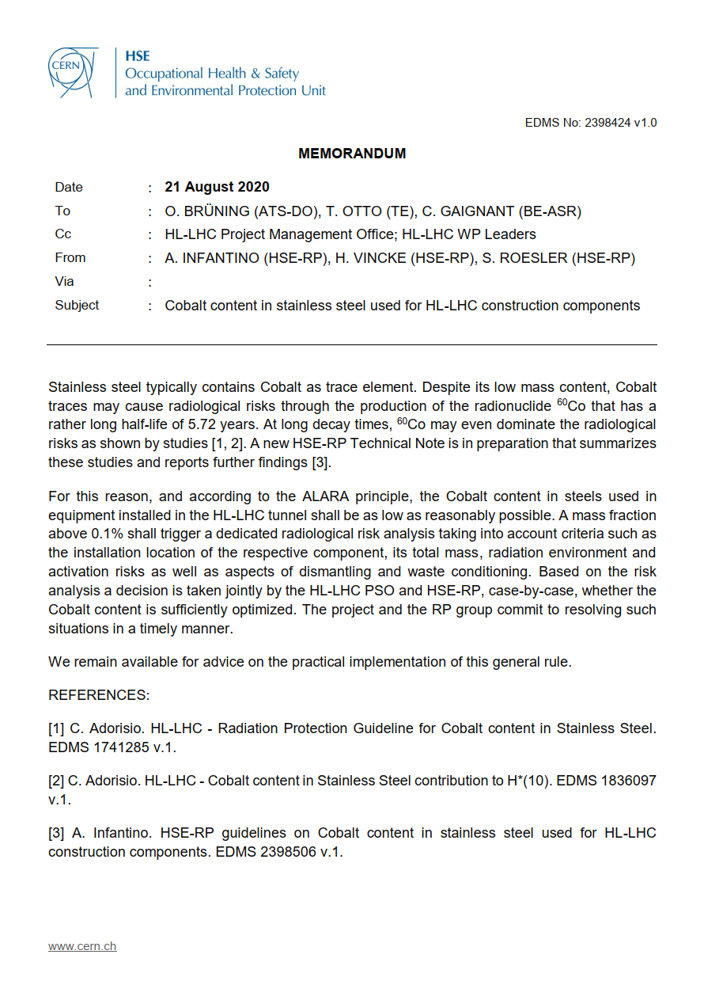 CERN
HSE
Occupational Health & Safety
and Environmental Protection Unit
EDMS No: 2398424 v1.0
MEMORANDUM
Date : 21 August 2020
To : O. BRÜNING (ATS-DO), T. OTTO (TE), C. GAIGNANT (BE-ASR)
Cc : HL-LHC Project Management Office; HL-LHC WP Leaders
From : A. INFANTINO (HSE-RP), H. VINCKE (HSE-RP), S. ROESLER (HSE-RP)
Via :
Subject : Cobalt content in stainless steel used for HL-LHC construction components
Stainless steel typically contains Cobalt as trace element. Despite its low mass content, Cobalt
traces may cause radiological risks through the production of the radionuclide ⁶⁰Co that has a
rather long half-life of 5.72 years. At long decay times, ⁶⁰Co may even dominate the radiological
risks as shown by studies [1, 2]. A new HSE-RP Technical Note is in preparation that summarizes
these studies and reports further findings [3].
For this reason, and according to the ALARA principle, the Cobalt content in steels used in
equipment installed in the HL-LHC tunnel shall be as low as reasonably possible. A mass fraction
above 0.1% shall trigger a dedicated radiological risk analysis taking into account criteria such as
the installation location of the respective component, its total mass, radiation environment and
activation risks as well as aspects of dismantling and waste conditioning. Based on the risk
analysis a decision is taken jointly by the HL-LHC PSO and HSE-RP, case-by-case, whether the
Cobalt content is sufficiently optimized. The project and the RP group commit to resolving such
situations in a timely manner.
We remain available for advice on the practical implementation of this general rule.
REFERENCES:
[1] C. Adorisio. HL-LHC - Radiation Protection Guideline for Cobalt content in Stainless Steel.
EDMS 1741285 v.1.
[2] C. Adorisio. HL-LHC - Cobalt content in Stainless Steel contribution to H*(10). EDMS 1836097
v.1.
[3] A. Infantino. HSE-RP guidelines on Cobalt content in stainless steel used for HL-LHC
construction components. EDMS 2398506 v.1.
www.cern.ch